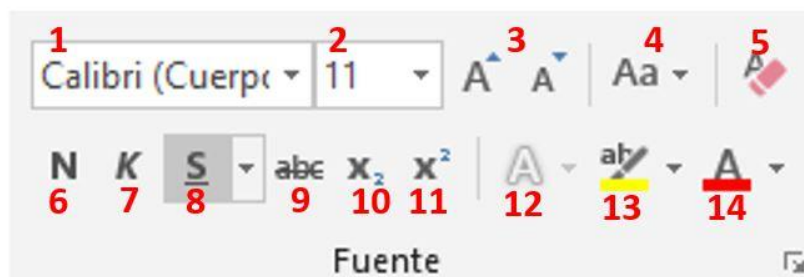 1 2 3 4 5
Calibri (Cuerpo 11 A A Aa A
N K S abc x₂ x² A ab A
6 7 8 9 10 11 12 13 14
Fuente